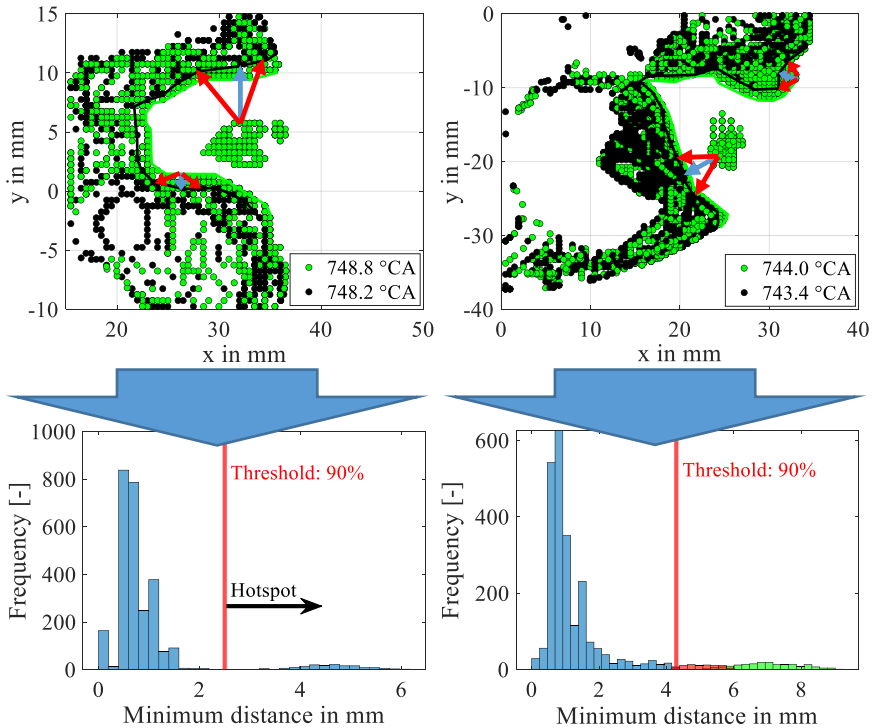 15
10
5
0
-5
-10
y in mm
20
30
40
50
x in mm
748.8 °CA
748.2 °CA
0
-10
-20
-30
-40
y in mm
0
10
20
30
40
x in mm
744.0 °CA
743.4 °CA
1000
800
600
400
200
0
Frequency [-]
Threshold: 90%
Hotspot
0
2
4
6
Minimum distance in mm
600
400
200
0
Frequency [-]
Threshold: 90%
0
2
4
6
8
Minimum distance in mm